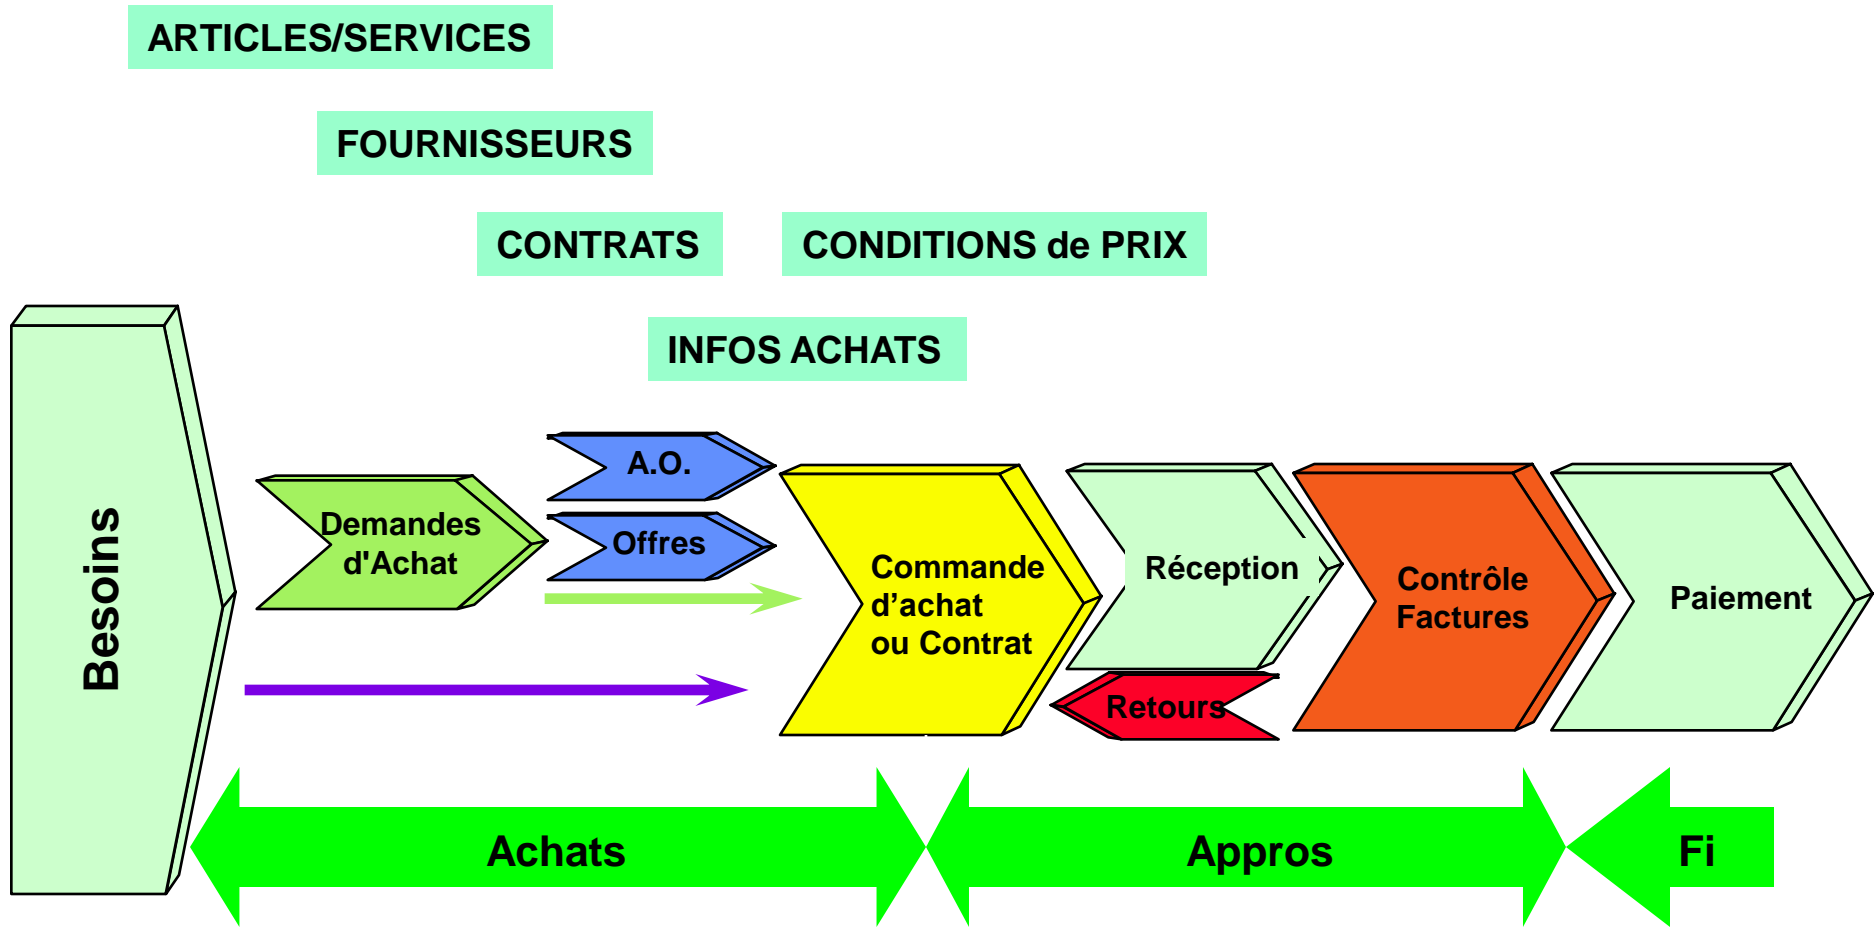 ARTICLES/SERVICES
FOURNISSEURS
CONTRATS
CONDITIONS de PRIX
INFOS ACHATS
Besoins
Demandes
d'Achat
A.O.
Offres
Commande
d’achat
ou Contrat
Réception
Retours
Contrôle
Factures
Paiement
Achats
Appros
Fi